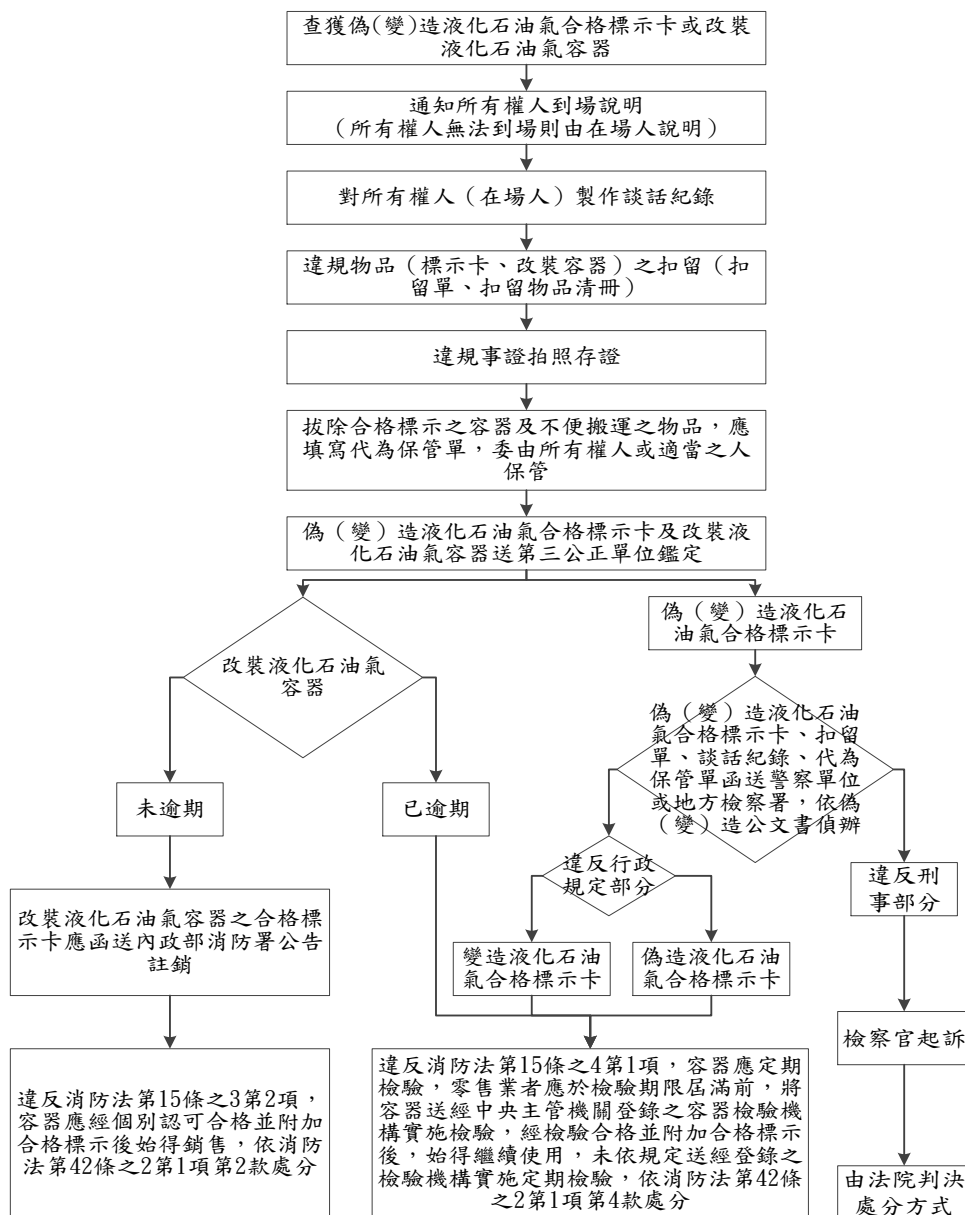 查獲偽(變)造液化石油氣合格標示卡或改裝
液化石油氣容器
通知所有權人到場說明
（所有權人無法到場則由在場人說明）
對所有權人（在場人）製作談話紀錄
違規物品（標示卡、改裝容器）之扣留（扣
留單、扣留物品清冊）
違規事證拍照存證
拔除合格標示之容器及不便搬運之物品，應
填寫代為保管單，委由所有權人或適當之人
保管
偽（變）造液化石油氣合格標示卡及改裝液
化石油氣容器送第三公正單位鑑定
改裝液化石油氣
容器
偽（變）造液化石
油氣合格標示卡
偽（變）造液化石油
氣合格標示卡、扣留
單、談話紀錄、代為
保管單函送警察單位
或地方檢察署，依偽
（變）造公文書偵辦
未逾期
已逾期
違反行政
規定部分
違反刑
事部分
改裝液化石油氣容器之合格標
示卡應函送內政部消防署公告
註銷
變造液化石油
氣合格標示卡
偽造液化石油
氣合格標示卡
檢察官起訴
違反消防法第15條之3第2項，
容器應經個別認可合格並附加
合格標示後始得銷售，依消防
法第42條之2第1項第2款處分
違反消防法第15條之4第1項，容器應定期
檢驗，零售業者應於檢驗期限屆滿前，將
容器送經中央主管機關登錄之容器檢驗機
構實施檢驗，經檢驗合格並附加合格標示
後，始得繼續使用，未依規定送經登錄之
檢驗機構實施定期檢驗，依消防法第42條
之2第1項第4款處分
由法院判決
處分方式